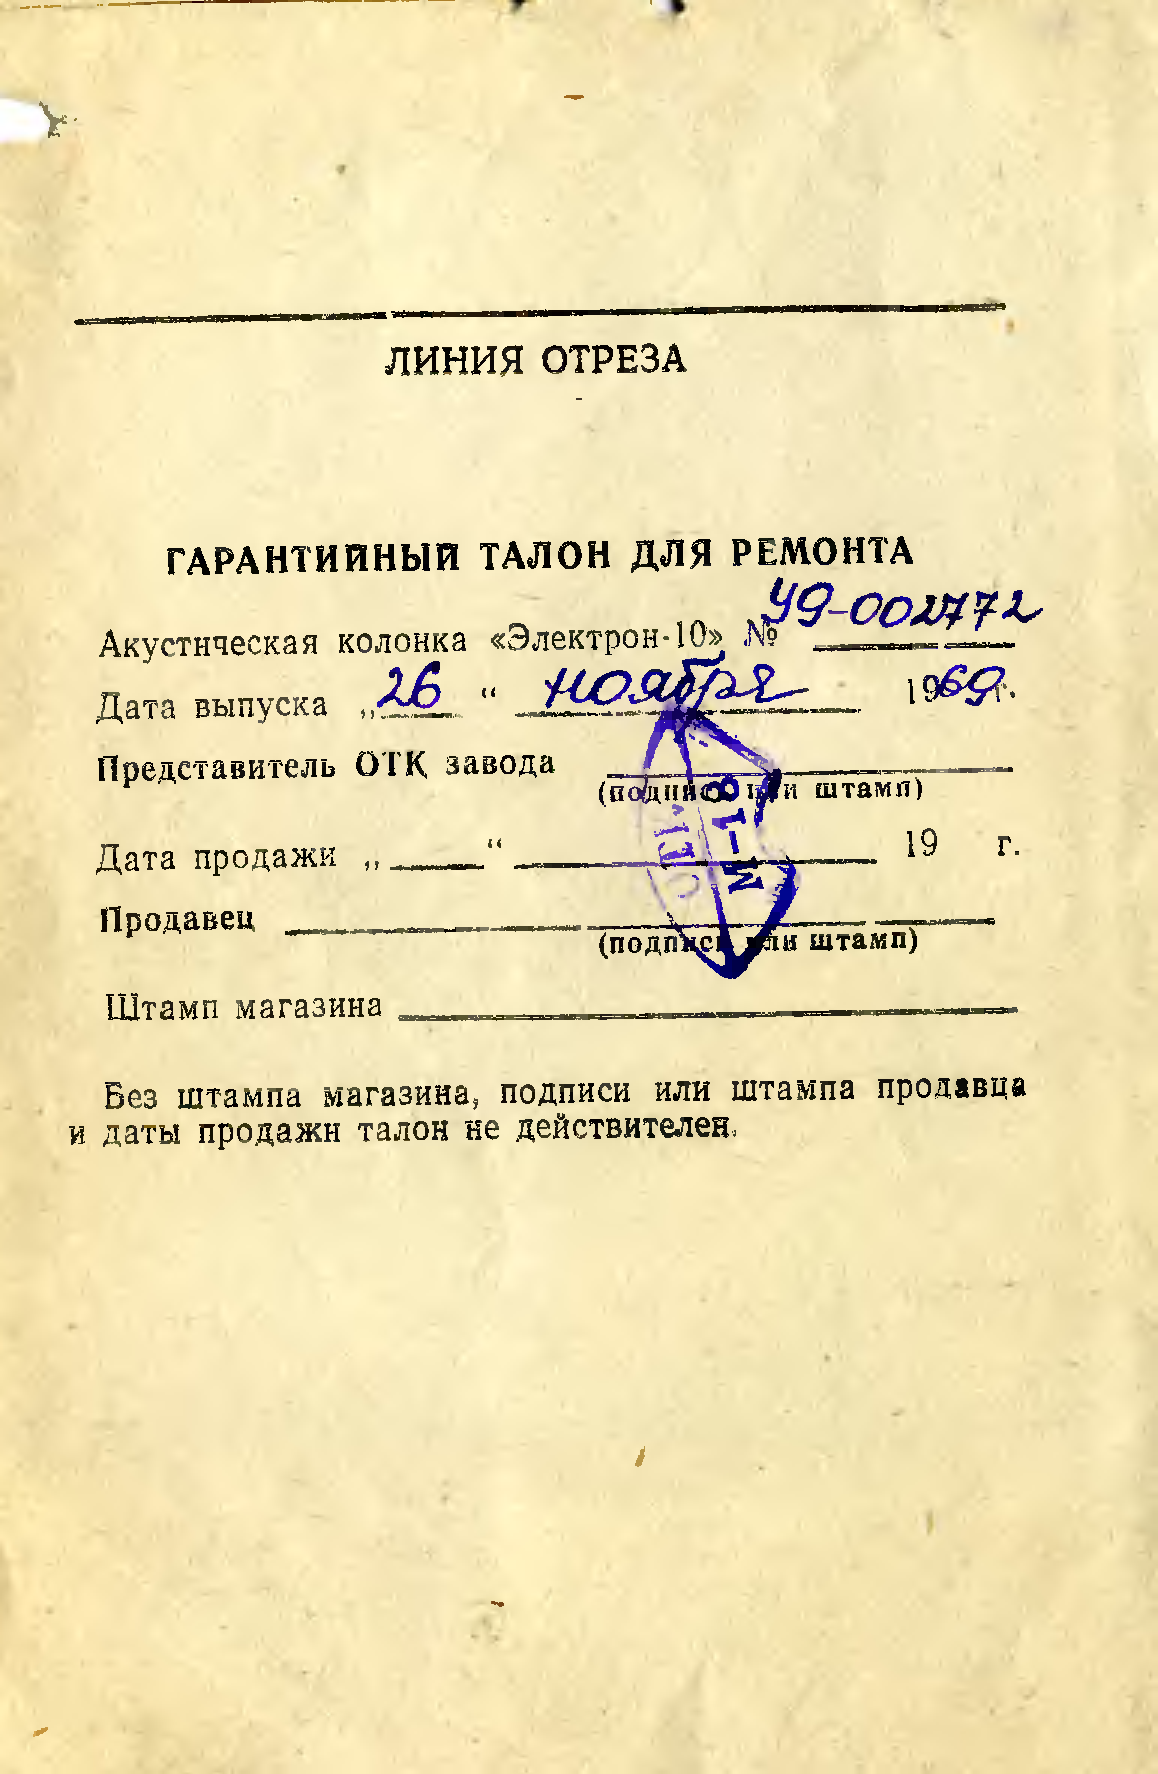 ЛИНИЯ ОТРЕЗА
ГАРАНТИЙНЫЙ ТАЛОН ДЛЯ РЕМОНТА
Акустическая колонка «Электрон-10» № У9-002772
Дата выпуска „26“ ноября 1969 г.
Представитель ОТК завода
(подпись или штамп)
М-18
Дата продажи „ “ 19 г.
Продавец
(подпись или штамп)
Штамп магазина
Без штампа магазина, подписи или штампа продавца
и даты продажи талон не действителен.